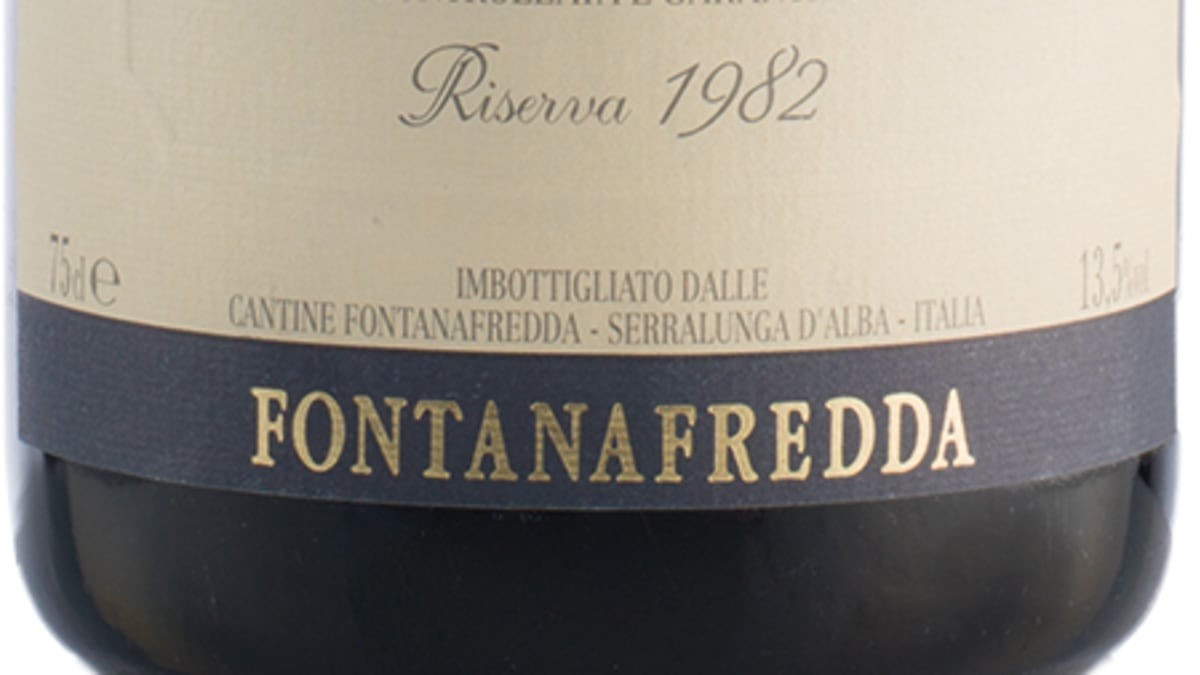 Riserva 1982
75cl e
13,5%vol.
IMBOTTIGLIATO DALLE
CANTINE FONTANAFREDDA - SERRALUNGA D'ALBA - ITALIA
FONTANAFREDDA